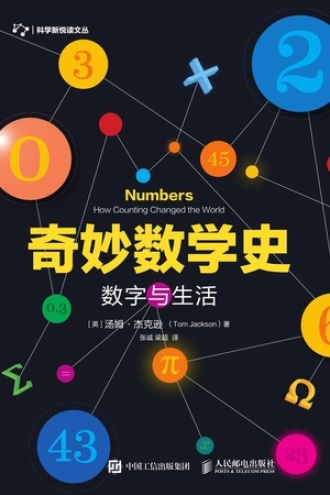 科学新悦读文丛
3
2
0
45
Numbers
How Counting Changed the World
奇妙数学史
数字与生活
0.3
[英] 汤姆·杰克逊 (Tom Jackson) 著
张诚 梁超 译
π
=
Σ
Ω
43
23
中国工信出版集团
人民邮电出版社
POSTS & TELECOM PRESS